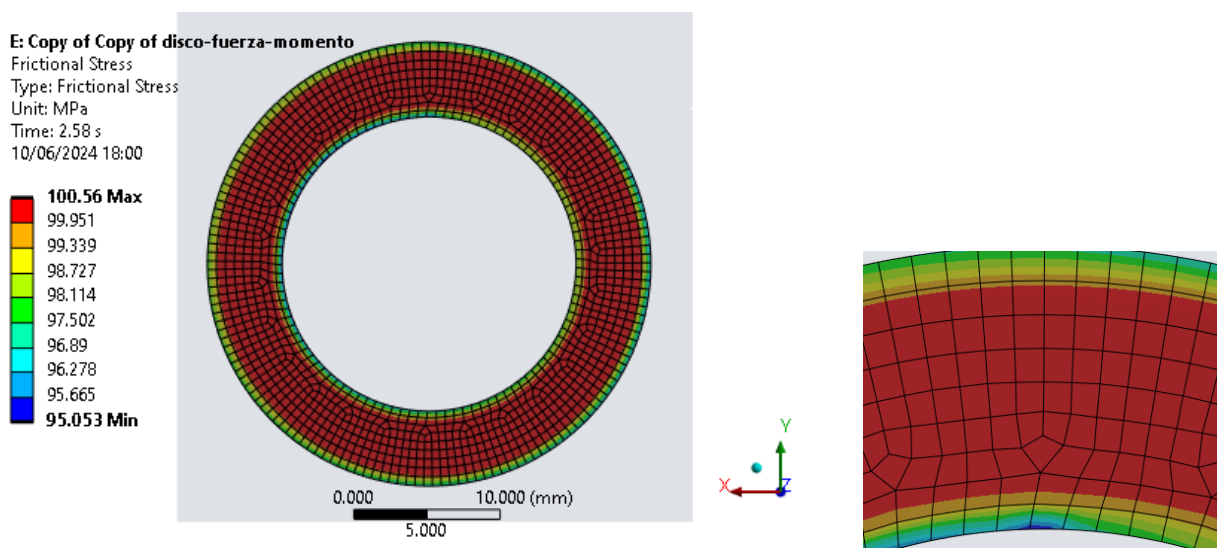 E: Copy of Copy of disco-fuerza-momento
Frictional Stress
Type: Frictional Stress
Unit: MPa
Time: 2.58 s
10/06/2024 18:00
100.56 Max
99.951
99.339
98.727
98.114
97.502
96.89
96.278
95.665
95.053 Min
0.000 10.000 (mm)
5.000
Y
X Z